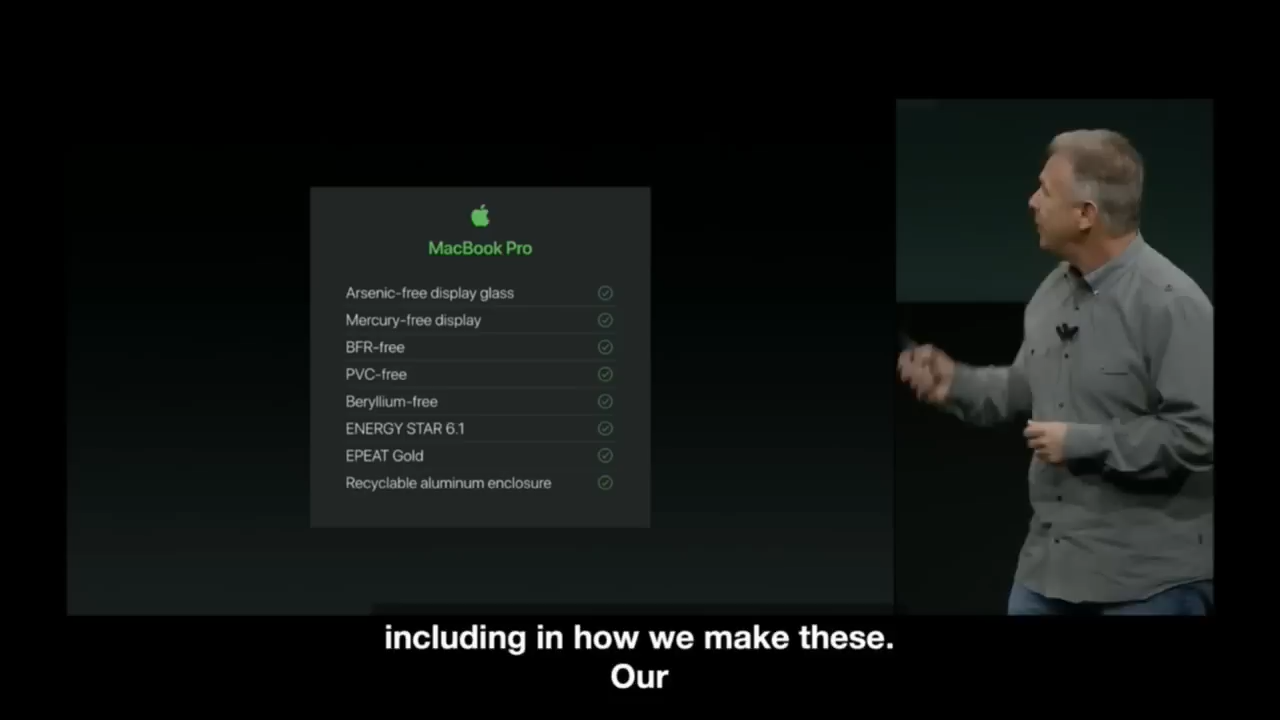 MacBook Pro
Arsenic-free display glass
Mercury-free display
BFR-free
PVC-free
Beryllium-free
ENERGY STAR 6.1
EPEAT Gold
Recyclable aluminum enclosure
including in how we make these.
Our